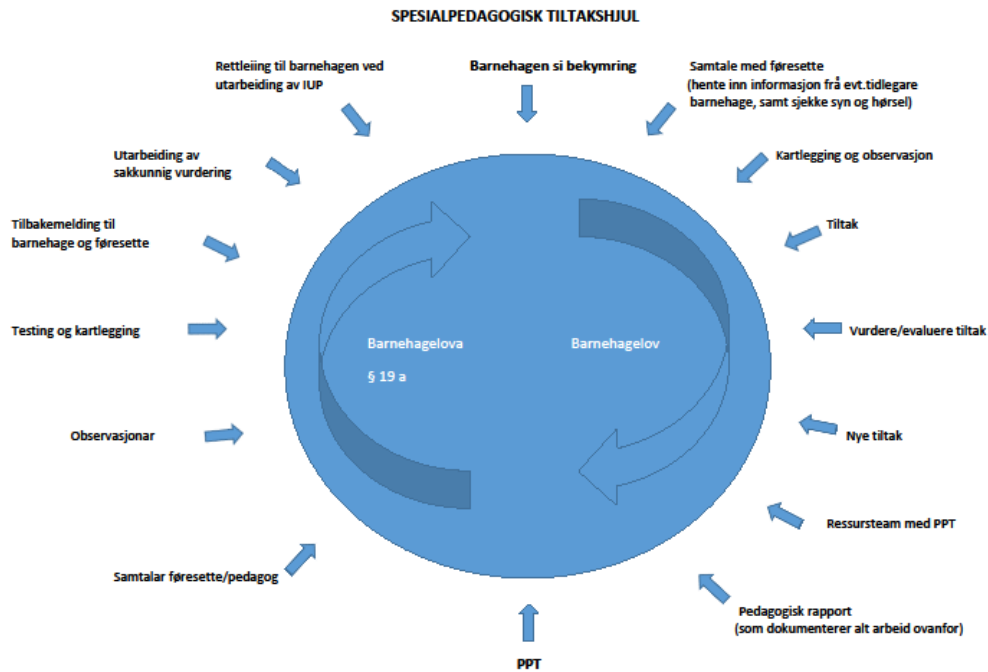 SPESIALPEDAGOGISK TILTAKSHJUL
Barnehagen si bekymring
Samtale med føresette
(hente inn informasjon frå evt.tidlegare
barnehage, samt sjekke syn og hørsel)
Kartlegging og observasjon
Tiltak
Vurdere/evaluere tiltak
Nye tiltak
Ressursteam med PPT
Pedagogisk rapport
(som dokumenterer alt arbeid ovanfor)
PPT
Samtalar føresette/pedagog
Observasjonar
Testing og kartlegging
Tilbakemelding til
barnehage og føresette
Utarbeiding av
sakkunnig vurdering
Rettleiing til barnehagen ved
utarbeiding av IUP
Barnehagelova
§ 19 a
Barnehagelov